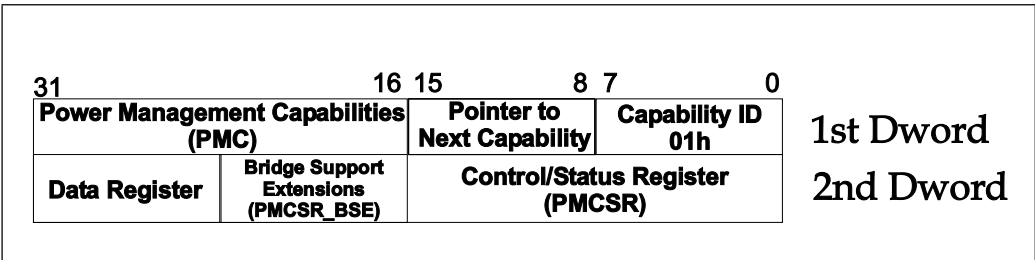 31 16 15 8 7 0
Power Management Capabilities
(PMC)
Pointer to
Next Capability
Capability ID
01h
1st Dword
Data Register
Bridge Support
Extensions
(PMCSR_BSE)
Control/Status Register
(PMCSR)
2nd Dword